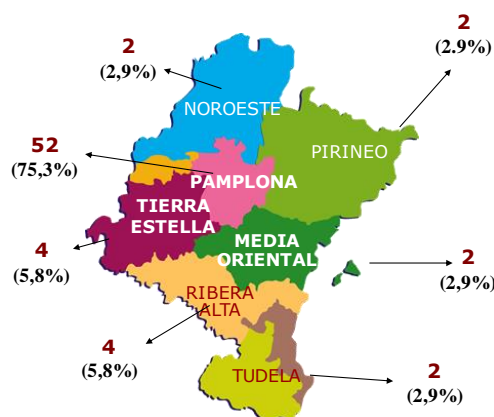 2
(2,9%)
2
(2.9%)
NOROESTE
52
(75,3%)
PIRINEO
PAMPLONA
TIERRA
ESTELLA
4
(5,8%)
MEDIA
ORIENTAL
2
(2,9%)
RIBERA
ALTA
4
(5,8%)
TUDELA
2
(2,9%)